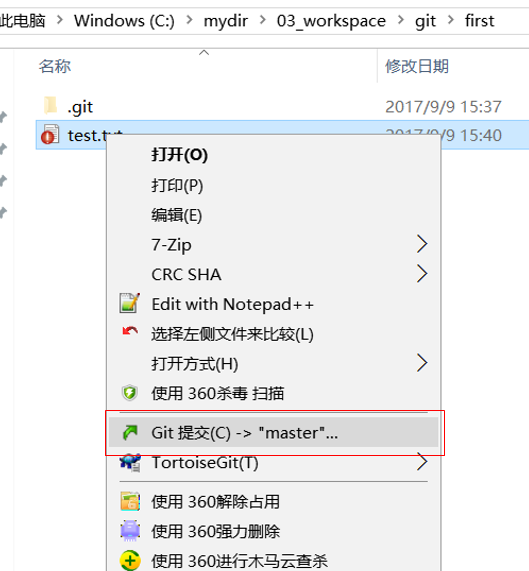 此电脑 > Windows (C:) > mydir > 03_workspace > git > first
名称 修改日期
.git 2017/9/9 15:37
test.txt 2017/9/9 15:40
打开(O)
打印(P)
编辑(E)
7-Zip
CRC SHA
Edit with Notepad++
选择左侧文件来比较(L)
打开方式(H)
使用 360杀毒 扫描
Git 提交(C) -> "master"...
TortoiseGit(T)
使用 360解除占用
使用 360强力删除
使用 360进行木马云查杀